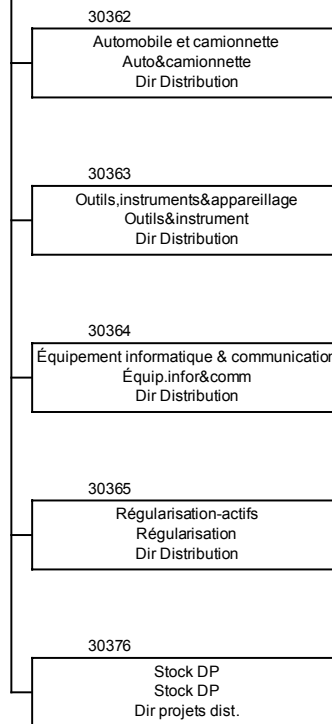 30362
Automobile et camionnette
Auto&camionnette
Dir Distribution
30363
Outils,instruments&appareillage
Outils&instrument
Dir Distribution
30364
Équipement informatique & communication
Équip.infor&comm
Dir Distribution
30365
Régularisation-actifs
Régularisation
Dir Distribution
30376
Stock DP
Stock DP
Dir projets dist.